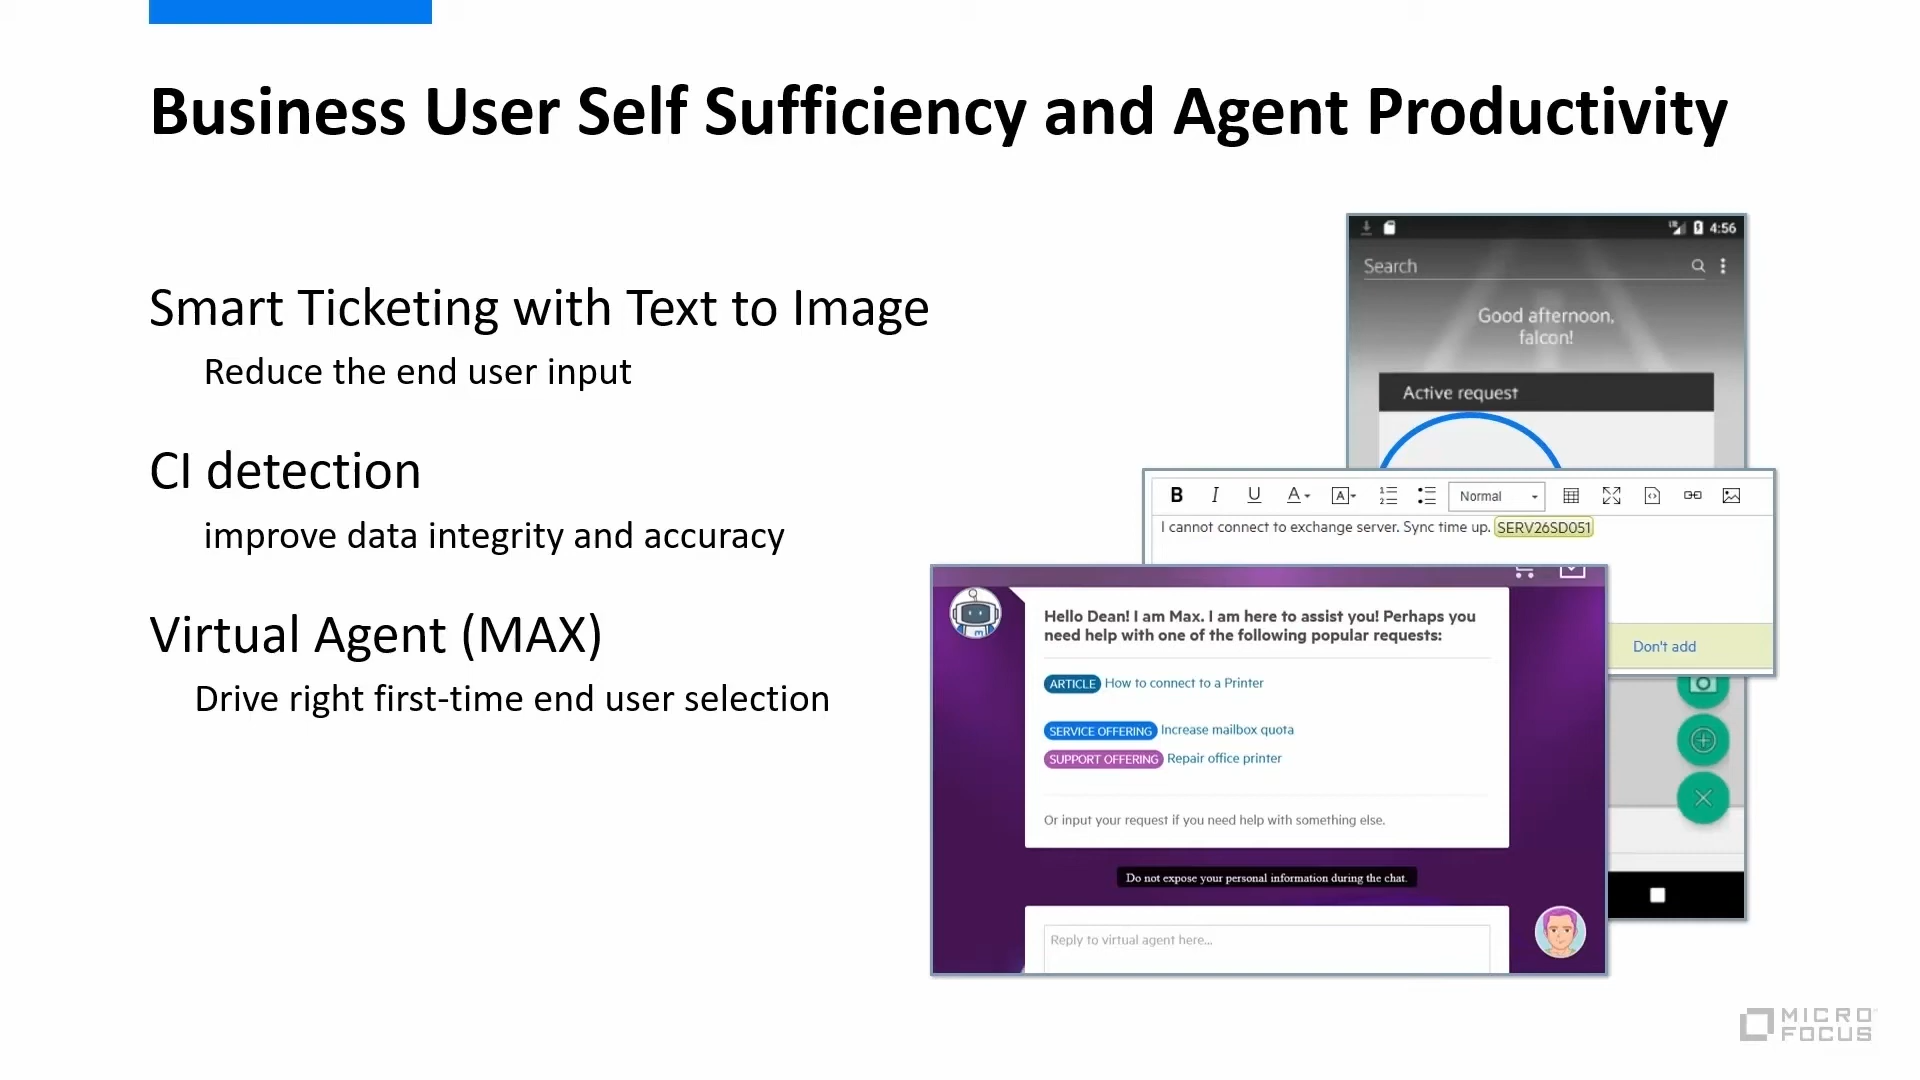 Business User Self Sufficiency and Agent Productivity
Smart Ticketing with Text to Image
Reduce the end user input
CI detection
improve data integrity and accuracy
Virtual Agent (MAX)
Drive right first-time end user selection
4:56
Search
Good afternoon,
falcon!
Active request
B I U A A Normal
I cannot connect to exchange server. Sync time up. SERV26SD051
Don't add
Hello Dean! I am Max. I am here to assist you! Perhaps you
need help with one of the following popular requests:
ARTICLE How to connect to a Printer
SERVICE OFFERING Increase mailbox quota
SUPPORT OFFERING Repair office printer
Or input your request if you need help with something else.
Do not expose your personal information during the chat.
Reply to virtual agent here...
MICRO
FOCUS